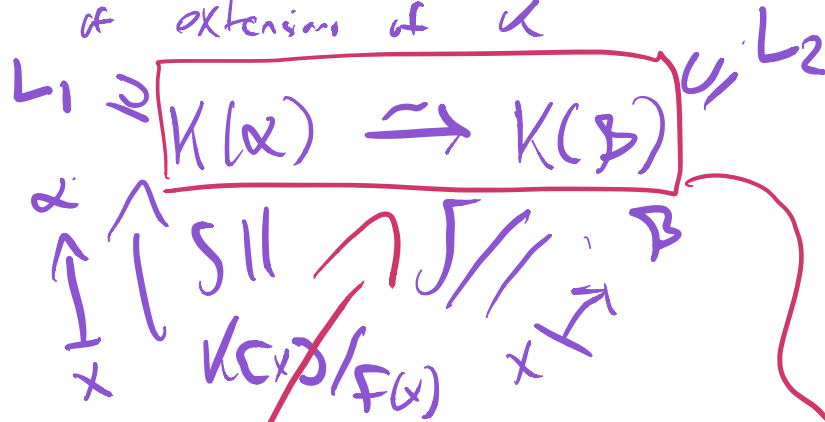 of extensions of K
L₁ ⊇ K(α) ⥲ K(β) ⊆ L₂
α ↑ S|| S|| β
x K[x]/f(x) x ↦